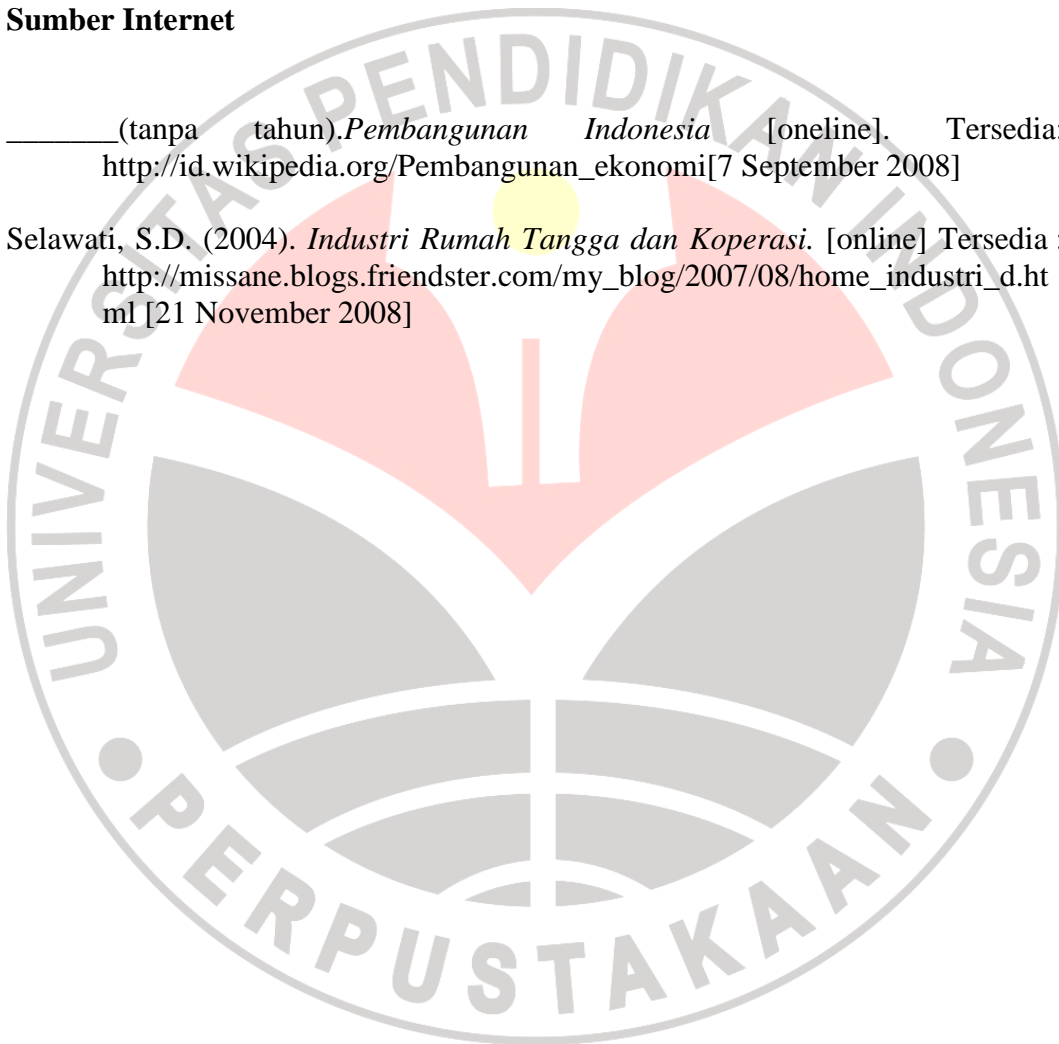 Sumber Internet
_______(tanpa tahun).Pembangunan Indonesia [oneline]. Tersedia:
http://id.wikipedia.org/Pembangunan_ekonomi[7 September 2008]
Selawati, S.D. (2004). Industri Rumah Tangga dan Koperasi. [online] Tersedia :
http://missane.blogs.friendster.com/my_blog/2007/08/home_industri_d.ht
ml [21 November 2008]
UNIVERSITAS PENDIDIKAN INDONESIA
PERPUSTAKAAN